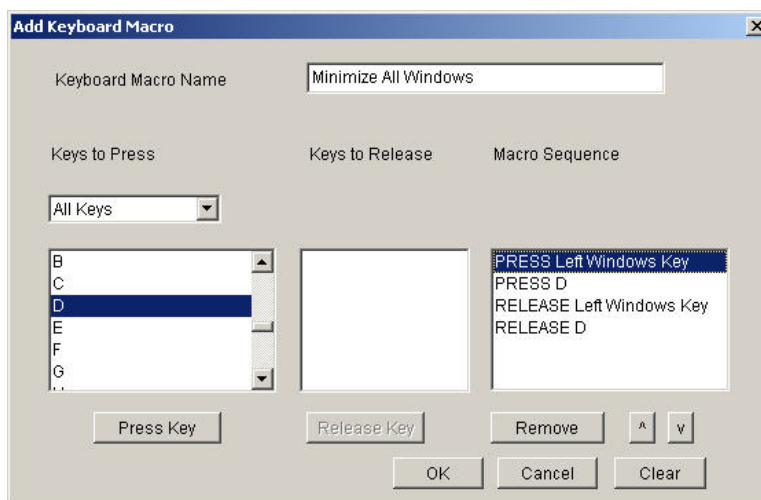 Add Keyboard Macro
Keyboard Macro Name
Minimize All Windows
Keys to Press
Keys to Release
Macro Sequence
All Keys
B
C
D
E
F
G
PRESS Left Windows Key
PRESS D
RELEASE Left Windows Key
RELEASE D
Press Key
Release Key
Remove
^
v
OK
Cancel
Clear